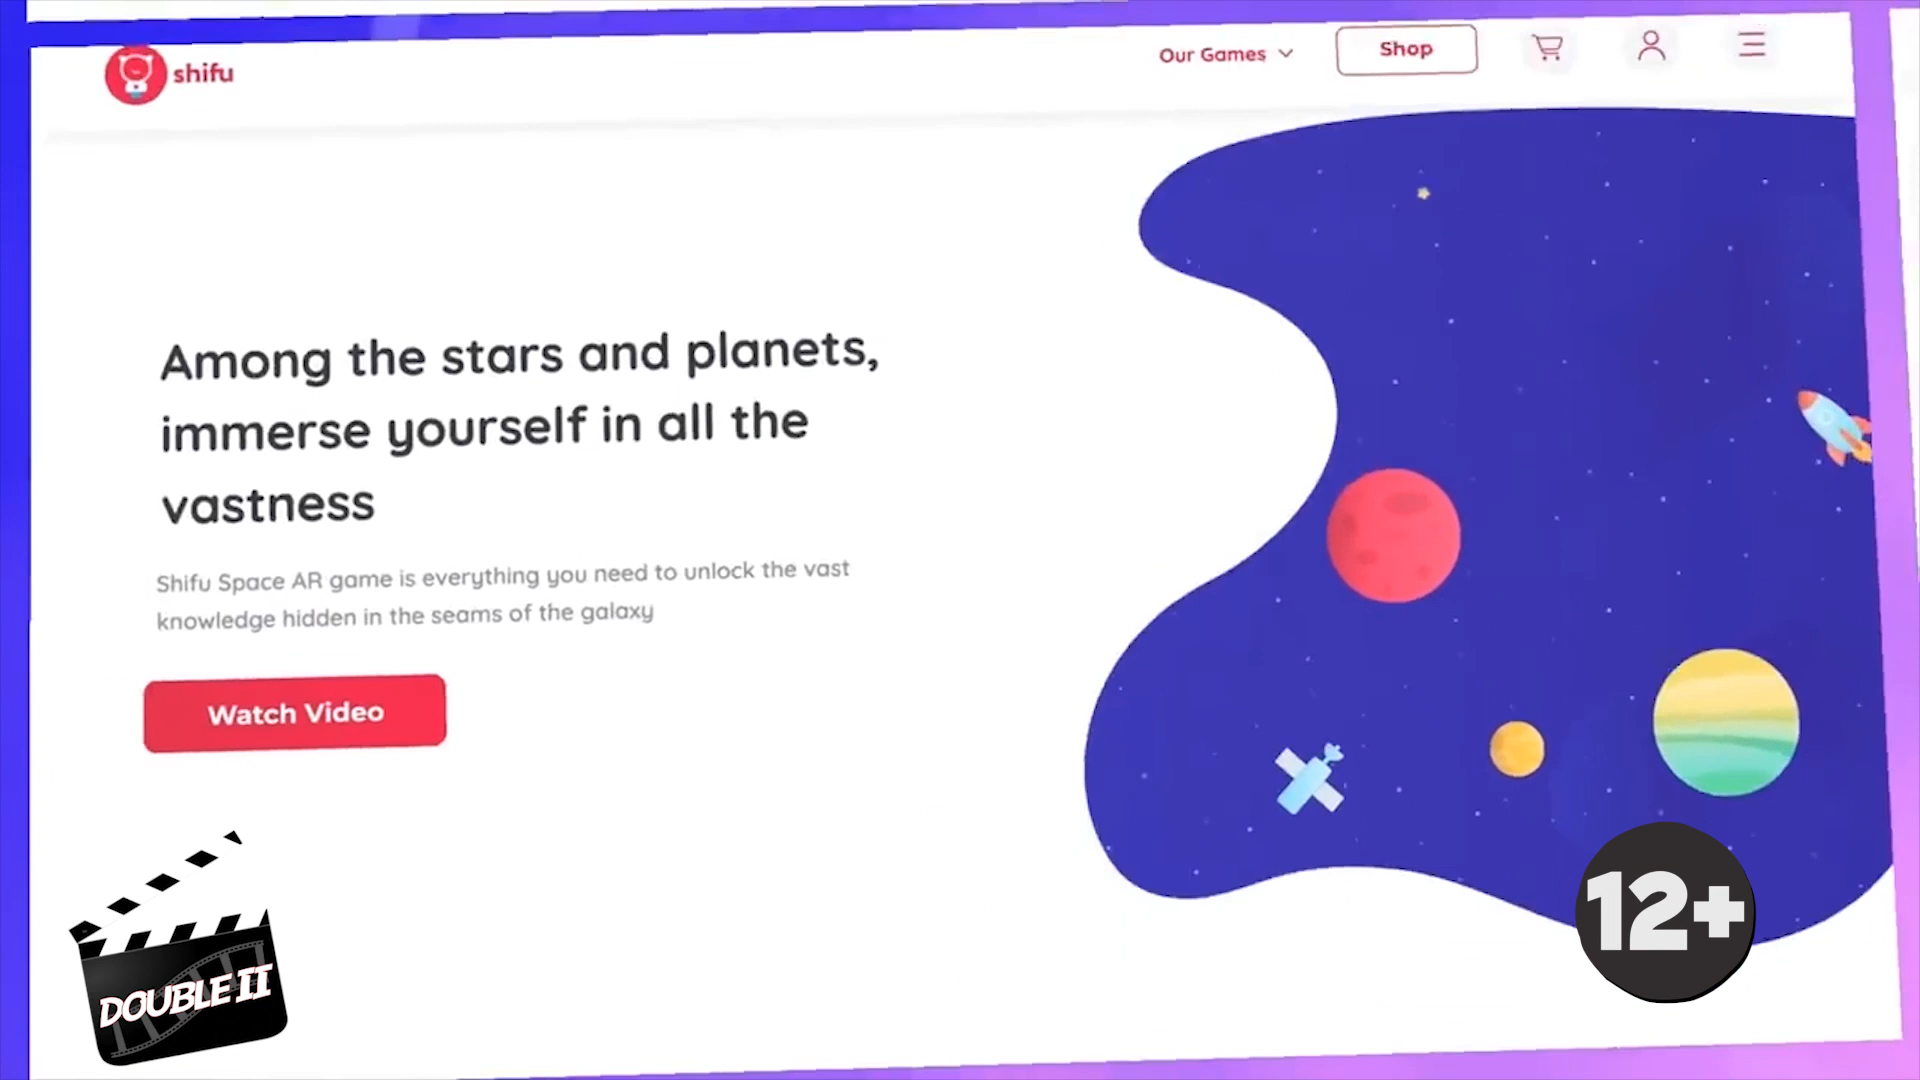 shifu
Our Games
Shop
Among the stars and planets,
immerse yourself in all the
vastness
Shifu Space AR game is everything you need to unlock the vast
knowledge hidden in the seams of the galaxy
Watch Video
DOUBLE II
12+